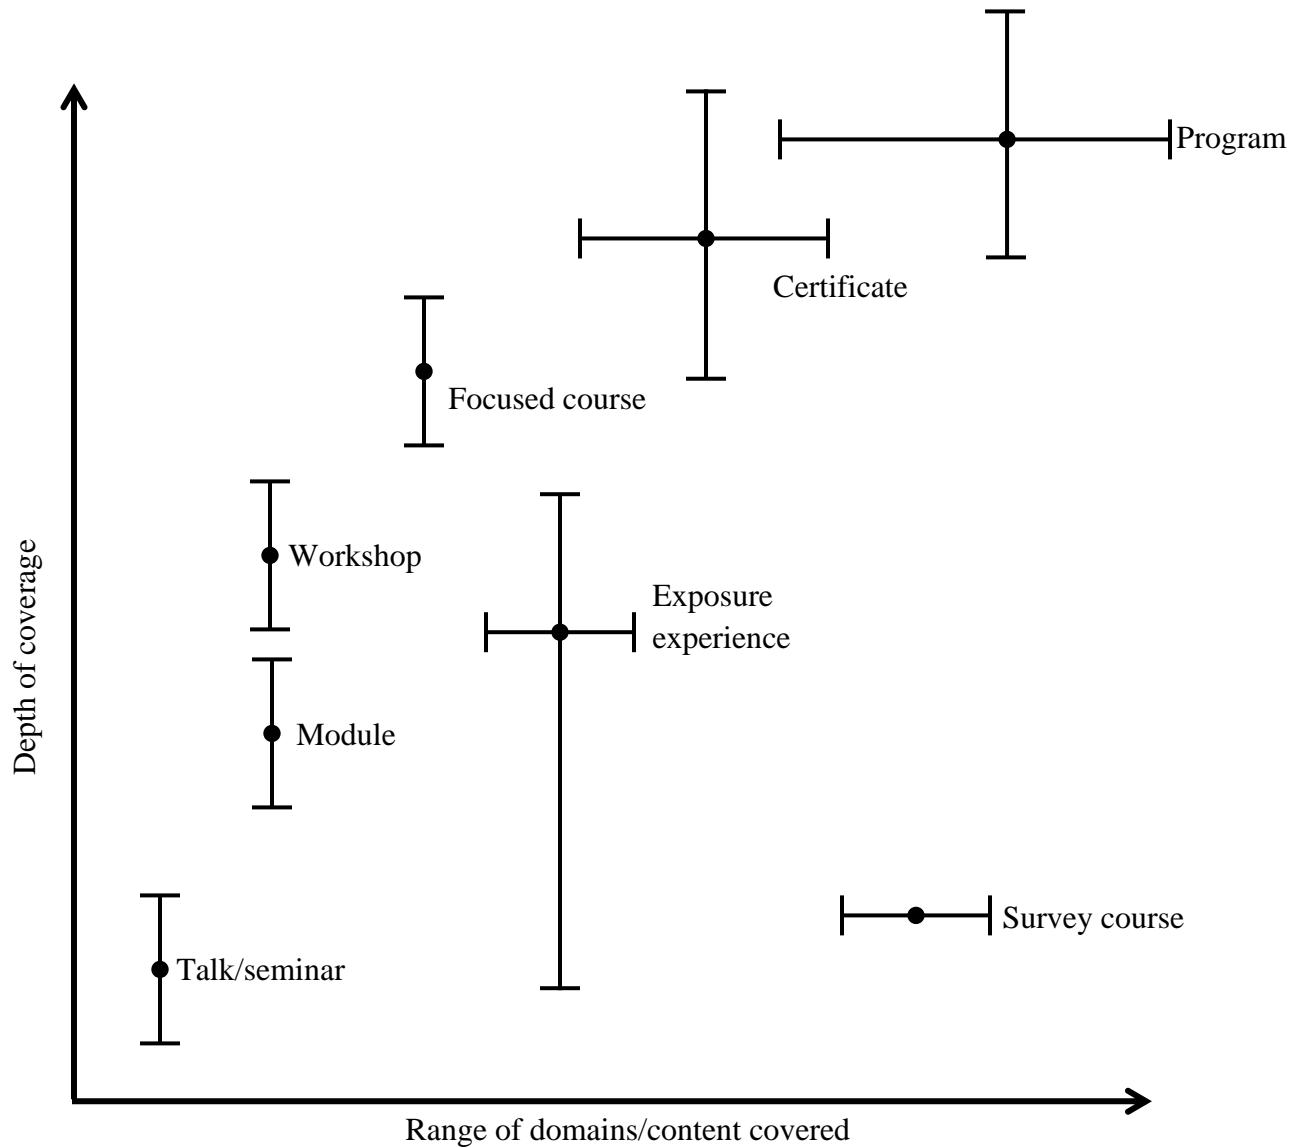 Program
Certificate
Focused course
Workshop
Exposure
experience
Module
Survey course
Talk/seminar
Depth of coverage
Range of domains/content covered